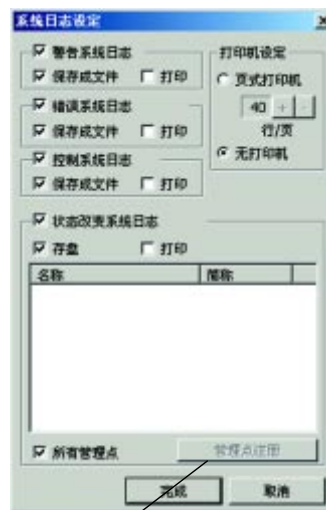 系统日志设定
警告系统日志
保存成文件 打印
错误系统日志
保存成文件 打印
控制系统日志
保存成文件 打印
打印机设定
页式打印机
40 + -
行/页
无打印机
状态改变系统日志
存盘 打印
名称 简称
所有管理点 管理点注册
完成 取消